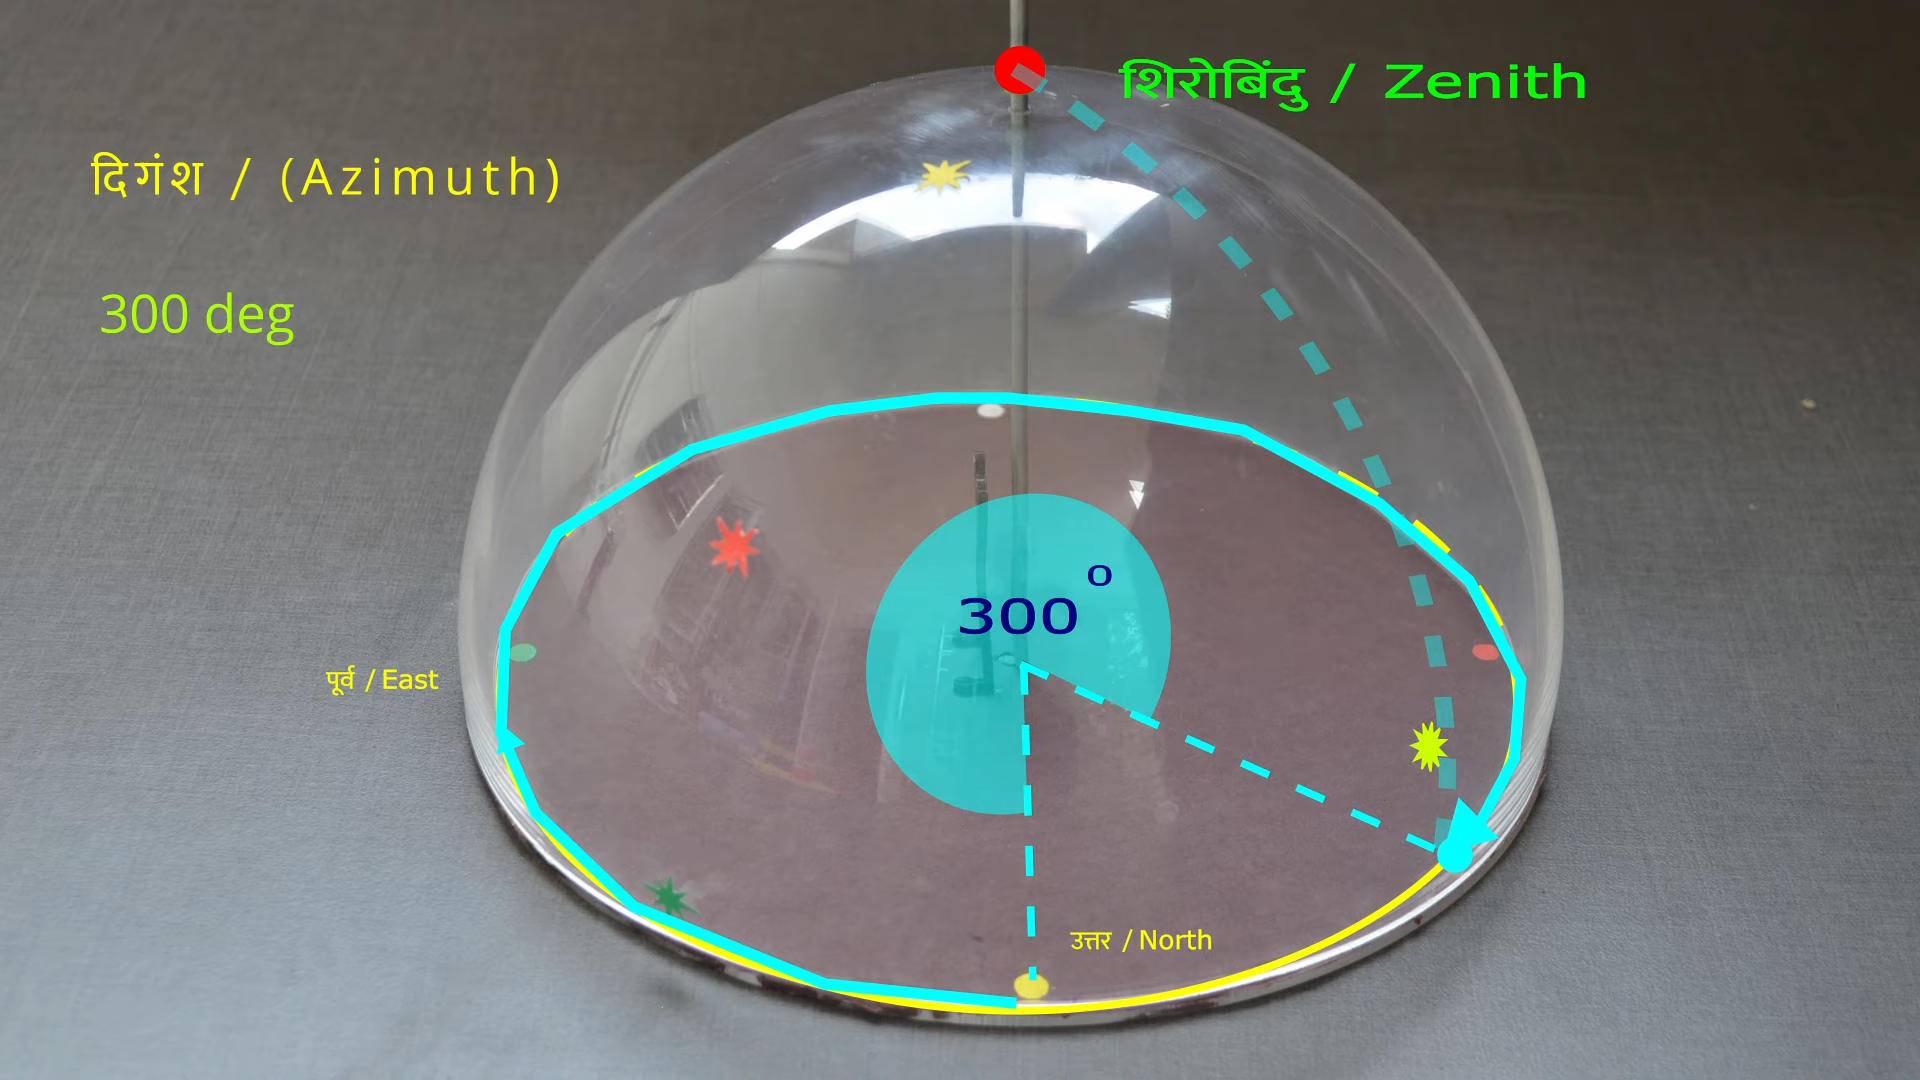 शिरोबिंदु / Zenith
दिगंश / (Azimuth)
300 deg
300°
पूर्व / East
उत्तर / North